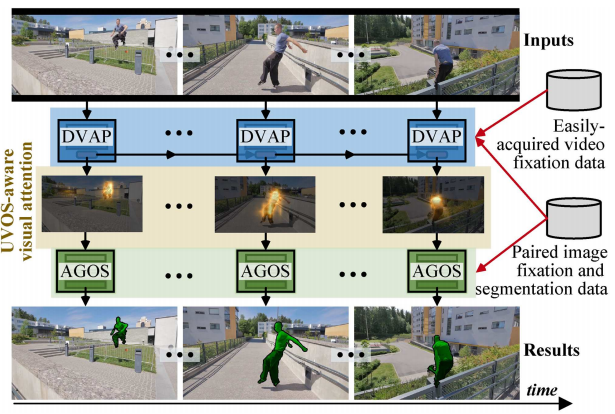 Inputs
DVAP
DVAP
DVAP
Easily-
acquired video
fixation data
UVOS-aware
visual attention
AGOS
AGOS
AGOS
Paired image
fixation and
segmentation data
Results
time